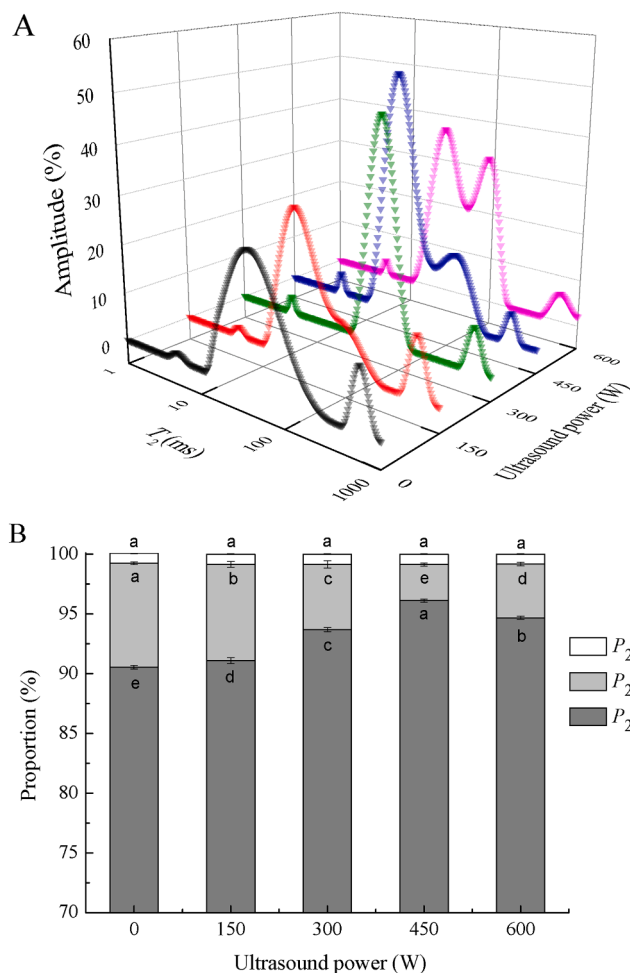 A
60
50
40
30
20
10
0
Amplitude (%)
1
10
100
1000
T2 (ms)
0
150
300
450
600
Ultrasound power (W)
B
a a a a a
100
95
90
85
80
75
70
Proportion (%)
a b c e d
e d c a b
P2
P2
P2
0 150 300 450 600
Ultrasound power (W)